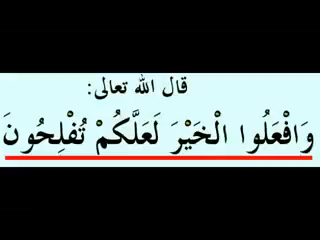 قال الله تعالى:
وَافْعَلُوا الْخَيْرَ لَعَلَّكُمْ تُفْلِحُونَ